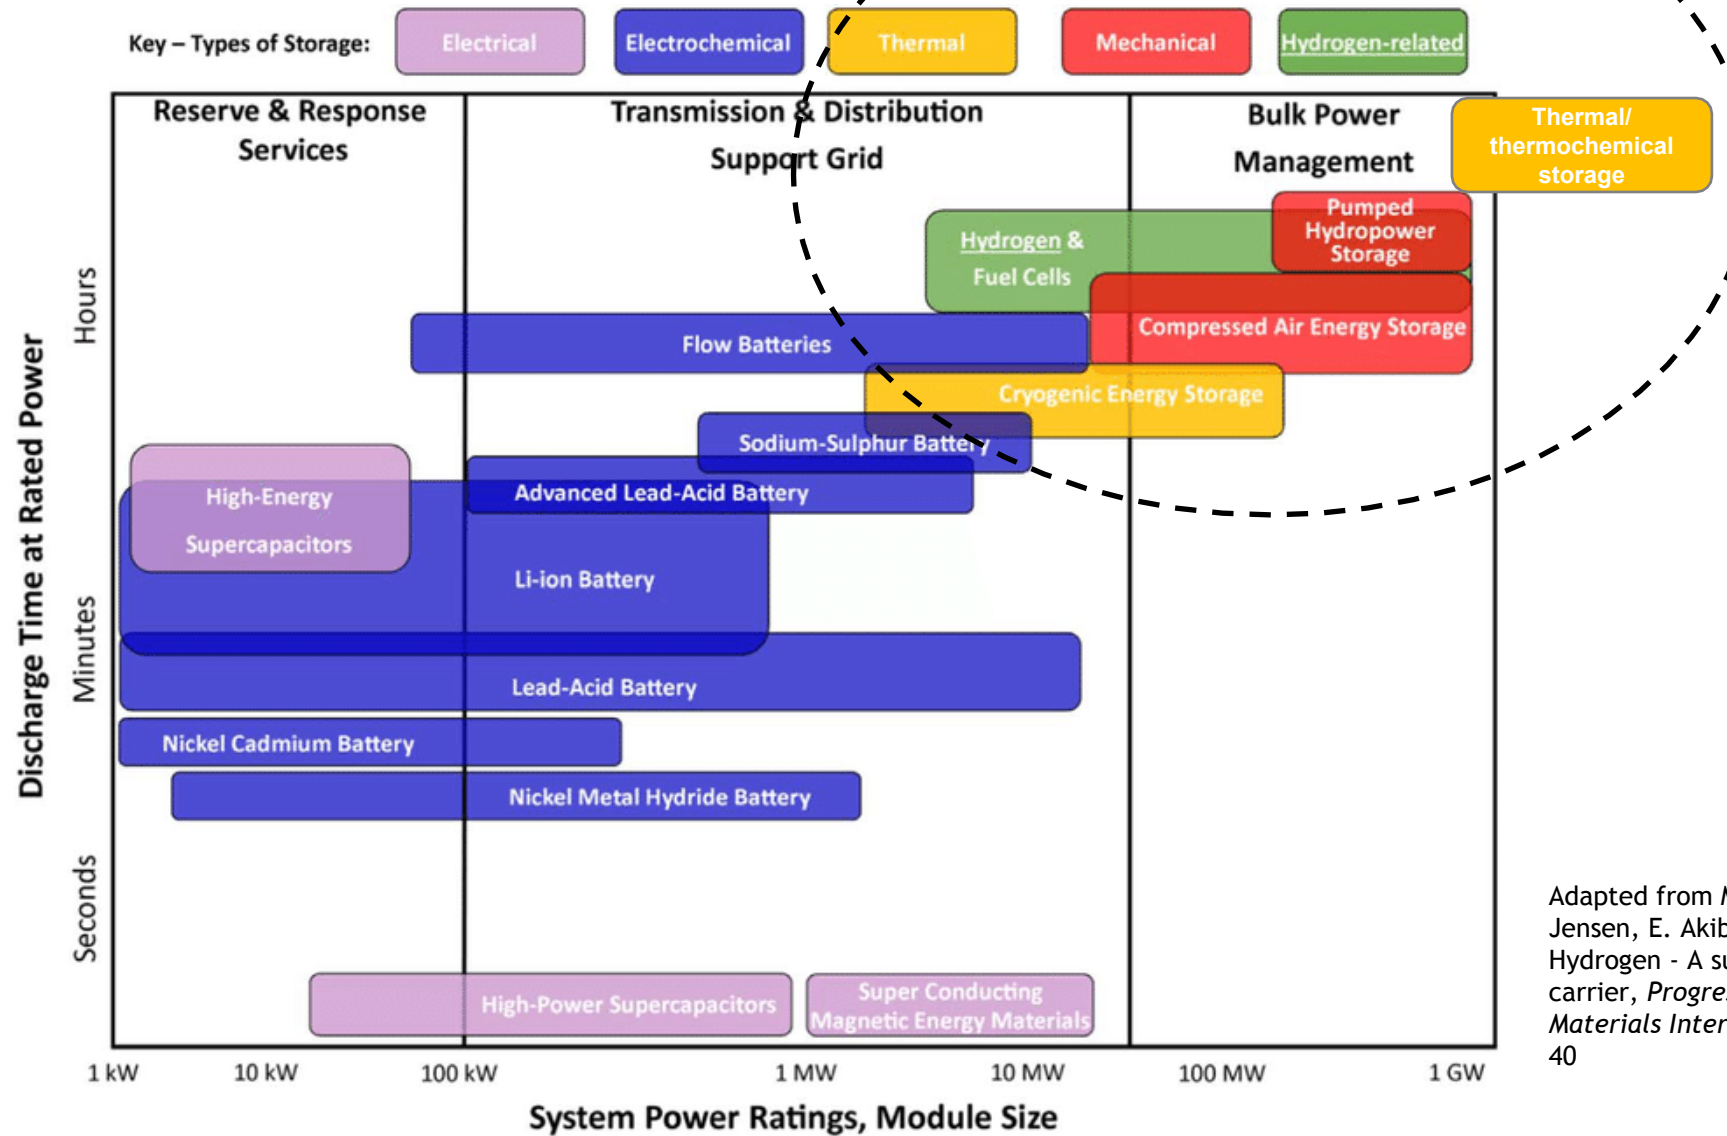 Key – Types of Storage:
Electrical
Electrochemical
Thermal
Mechanical
Hydrogen-related
Reserve & Response
Services
Transmission & Distribution
Support Grid
Bulk Power
Management
Thermal/
thermochemical
storage
Pumped
Hydropower
Storage
Hydrogen &
Fuel Cells
Compressed Air Energy Storage
Flow Batteries
Cryogenic Energy Storage
Sodium-Sulphur Battery
Advanced Lead-Acid Battery
High-Energy
Supercapacitors
Li-ion Battery
Lead-Acid Battery
Nickel Cadmium Battery
Nickel Metal Hydride Battery
High-Power Supercapacitors
Super Conducting
Magnetic Energy Materials
Discharge Time at Rated Power
Hours
Minutes
Seconds
1 kW
10 kW
100 kW
1 MW
10 MW
100 MW
1 GW
System Power Ratings, Module Size
Adapted from
Jensen, E.
Hydrogen - A
carrier,
Materials
40